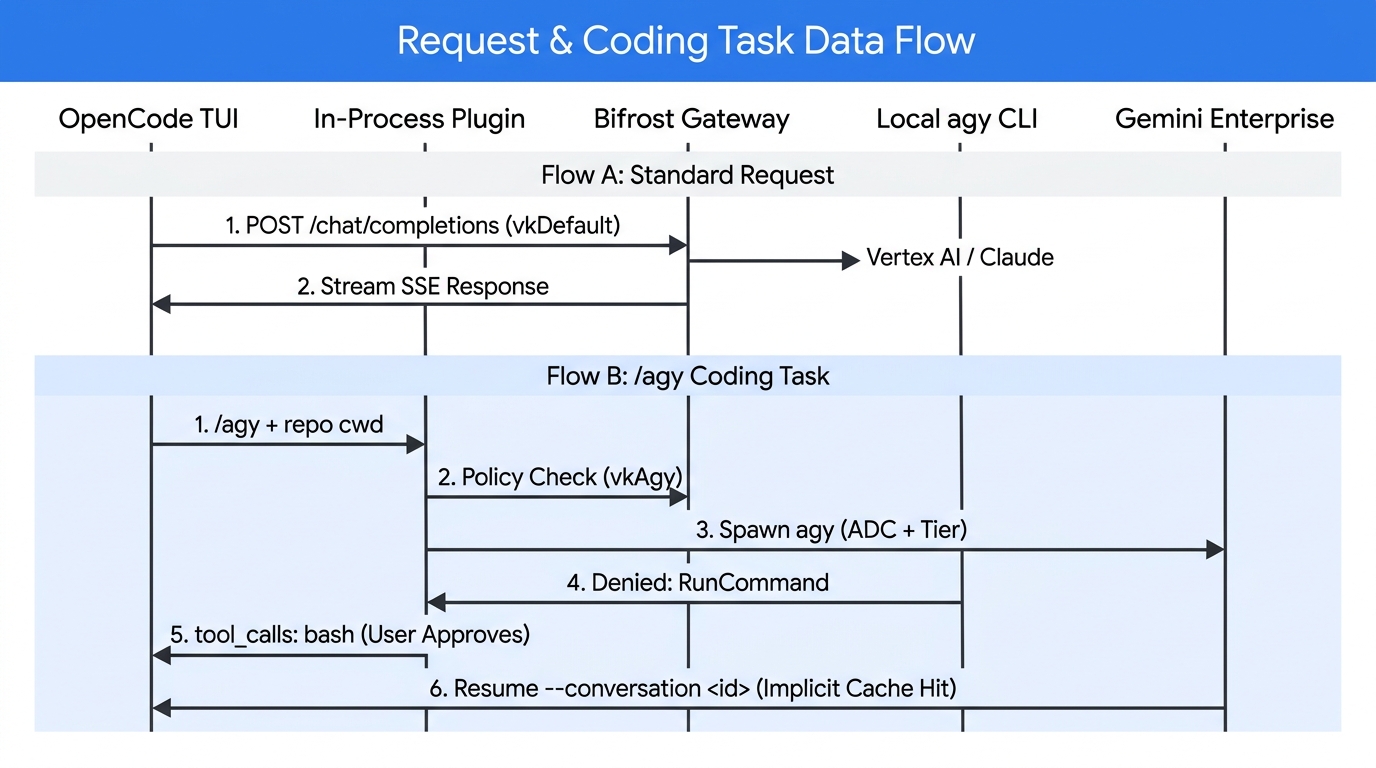 Request & Coding Task Data Flow
OpenCode TUI
In-Process Plugin
Bifrost Gateway
Local agy CLI
Gemini Enterprise
Flow A: Standard Request
1. POST /chat/completions (vkDefault)
Vertex AI / Claude
2. Stream SSE Response
Flow B: /agy Coding Task
1. /agy + repo cwd
2. Policy Check (vkAgy)
3. Spawn agy (ADC + Tier)
4. Denied: RunCommand
5. tool_calls: bash (User Approves)
6. Resume --conversation <id> (Implicit Cache Hit)